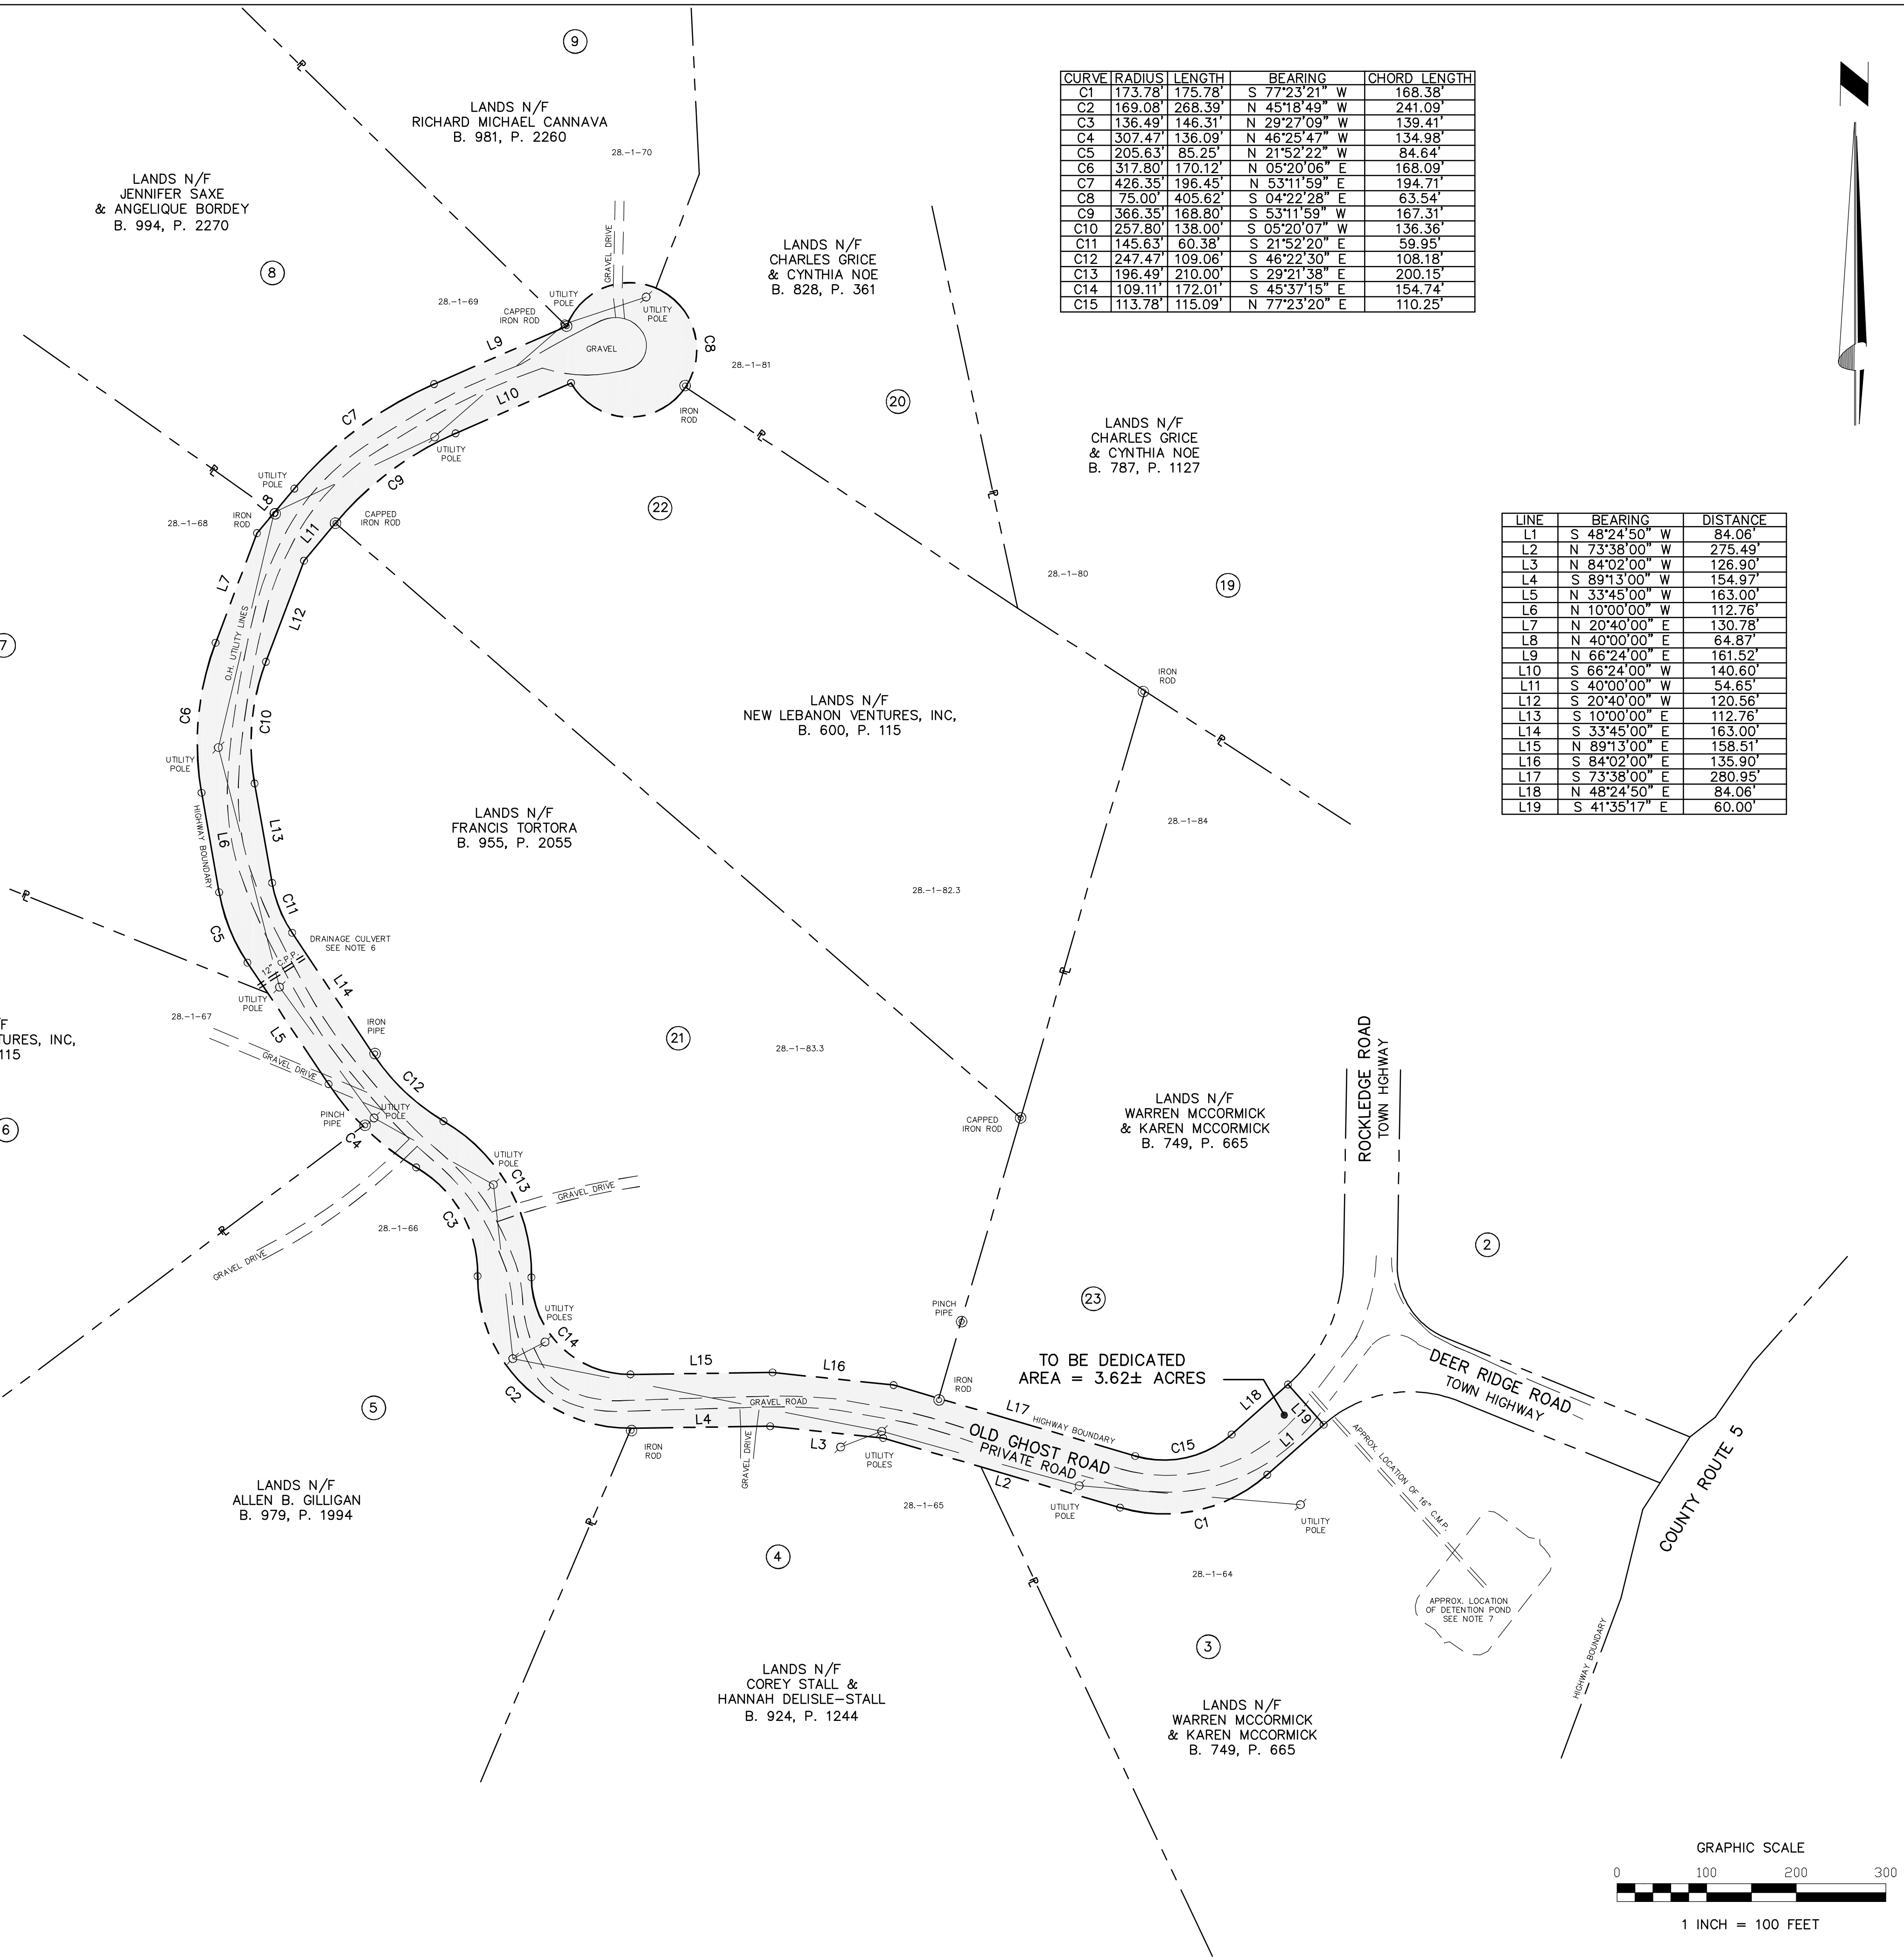 9
LANDS N/F
RICHARD MICHAEL CANNAVA
B. 981, P. 2260
28.-1-70
LANDS N/F
JENNIFER SAXE
& ANGELIQUE BORDEY
B. 994, P. 2270
8
28.-1-69
GRAVEL DRIVE
UTILITY
POLE
CAPPED
IRON ROD
UTILITY
POLE
GRAVEL
L9
L10
C8
LANDS N/F
CHARLES GRICE
& CYNTHIA NOE
B. 828, P. 361
28.-1-81
20
IRON
ROD
CURVE RADIUS LENGTH BEARING CHORD LENGTH
C1 173.78' 175.78' S 77°23'21" W 168.38'
C2 169.08' 268.39' N 45°18'49" W 241.09'
C3 136.49' 146.31' N 29°27'09" W 139.41'
C4 307.47' 136.09' N 46°25'47" W 134.98'
C5 205.63' 85.25' N 21°52'22" W 84.64'
C6 317.80' 170.12' N 05°20'06" E 168.09'
C7 426.35' 196.45' N 53°11'59" E 194.71'
C8 75.00' 405.62' S 04°22'28" E 63.54'
C9 366.35' 168.80' S 53°11'59" W 167.31'
C10 257.80' 138.00' S 05°20'07" W 136.36'
C11 145.63' 60.38' S 21°52'20" E 59.95'
C12 247.47' 109.06' S 46°22'30" E 108.18'
C13 196.49' 210.00' S 29°21'38" E 200.15'
C14 109.11' 172.01' S 45°37'15" E 154.74'
C15 113.78' 115.09' N 77°23'20" E 110.25'
LANDS N/F
CHARLES GRICE
& CYNTHIA NOE
B. 787, P. 1127
28.-1-80
19
LINE BEARING DISTANCE
L1 S 48°24'50" W 84.06'
L2 N 73°38'00" W 275.49'
L3 N 84°02'00" W 126.90'
L4 S 89°13'00" W 154.97'
L5 N 33°45'00" W 163.00'
L6 N 10°00'00" W 112.76'
L7 N 20°40'00" E 130.78'
L8 N 40°00'00" E 64.87'
L9 N 66°24'00" E 161.52'
L10 S 66°24'00" W 140.60'
L11 S 40°00'00" W 54.65'
L12 S 20°40'00" W 120.56'
L13 S 10°00'00" E 112.76'
L14 S 33°45'00" E 163.00'
L15 N 89°13'00" E 158.51'
L16 S 84°02'00" E 135.90'
L17 S 73°38'00" E 280.95'
L18 N 48°24'50" E 84.06'
L19 S 41°35'17" E 60.00'
C7
UTILITY
POLE
C9
UTILITY
POLE
L8
IRON
ROD
28.-1-68
L11
CAPPED
IRON ROD
22
L7
L12
O.H. UTILITY LINES
7
IRON
ROD
LANDS N/F
NEW LEBANON VENTURES, INC,
B. 600, P. 115
C6
C10
UTILITY
POLE
HIGHWAY BOUNDARY
L6
L13
LANDS N/F
FRANCIS TORTORA
B. 955, P. 2055
28.-1-84
28.-1-82.3
C5
C11
DRAINAGE CULVERT
SEE NOTE 6
12" C.P.P.
UTILITY
POLE
L14
28.-1-67
L5
GRAVEL DRIVE
IRON
PIPE
21
28.-1-83.3
/F
TURES, INC,
115
6
C12
UTILITY
POLE
PINCH
PIPE
C4
CAPPED
IRON ROD
LANDS N/F
WARREN MCCORMICK
& KAREN MCCORMICK
B. 749, P. 665
ROCKLEDGE ROAD
TOWN HGHWAY
UTILITY
POLE
C13
GRAVEL DRIVE
C3
28.-1-66
GRAVEL DRIVE
2
23
PINCH
PIPE
UTILITY
POLES
C14
C2
L15
L16
TO BE DEDICATED
AREA = 3.62± ACRES
IRON
ROD
L17
HIGHWAY BOUNDARY
L18
L19
L1
C15
DEER RIDGE ROAD
TOWN HIGHWAY
5
GRAVEL ROAD
L4
IRON
ROD
GRAVEL DRIVE
L3
UTILITY
POLES
OLD GHOST ROAD
PRIVATE ROAD
L2
UTILITY
POLE
C1
UTILITY
POLE
APPROX. LOCATION OF 16" C.M.P.
COUNTY ROUTE 5
LANDS N/F
ALLEN B. GILLIGAN
B. 979, P. 1994
28.-1-65
4
28.-1-64
APPROX. LOCATION
OF DETENTION POND
SEE NOTE 7
3
HIGHWAY BOUNDARY
LANDS N/F
COREY STALL &
HANNAH DELISLE-STALL
B. 924, P. 1244
LANDS N/F
WARREN MCCORMICK
& KAREN MCCORMICK
B. 749, P. 665
GRAPHIC SCALE
0 100 200 300
1 INCH = 100 FEET